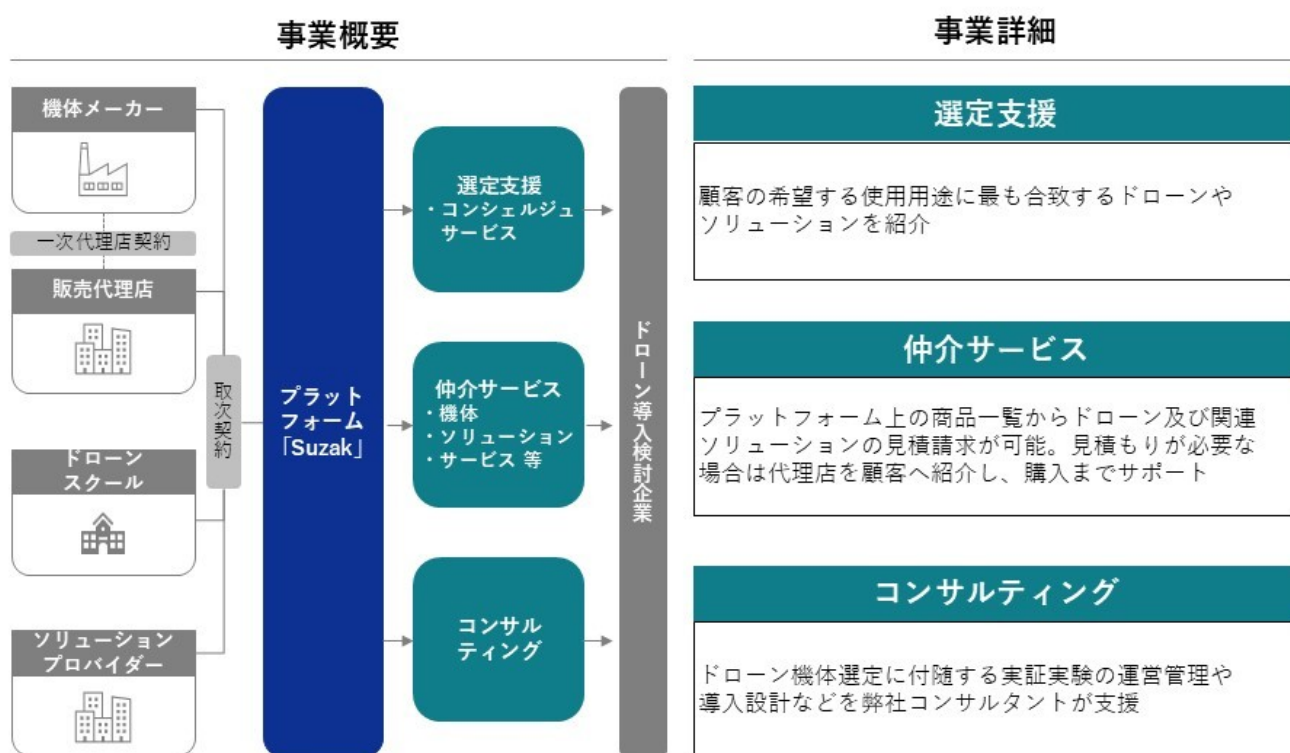 事業概要
機体メーカー
一次代理店契約
販売代理店
取次契約
ドローン
スクール
ソリューション
プロバイダー
プラット
フォーム
「Suzak」
選定支援
・コンシェルジュ
サービス
仲介サービス
・機体
・ソリューション
・サービス 等
コンサル
ティング
ドローン導入検討企業
事業詳細
選定支援
顧客の希望する使用用途に最も合致するドローンや
ソリューションを紹介
仲介サービス
プラットフォーム上の商品一覧からドローン及び関連
ソリューションの見積請求が可能。見積もりが必要な
場合は代理店を顧客へ紹介し、購入までサポート
コンサルティング
ドローン機体選定に付随する実証実験の運営管理や
導入設計などを弊社コンサルタントが支援